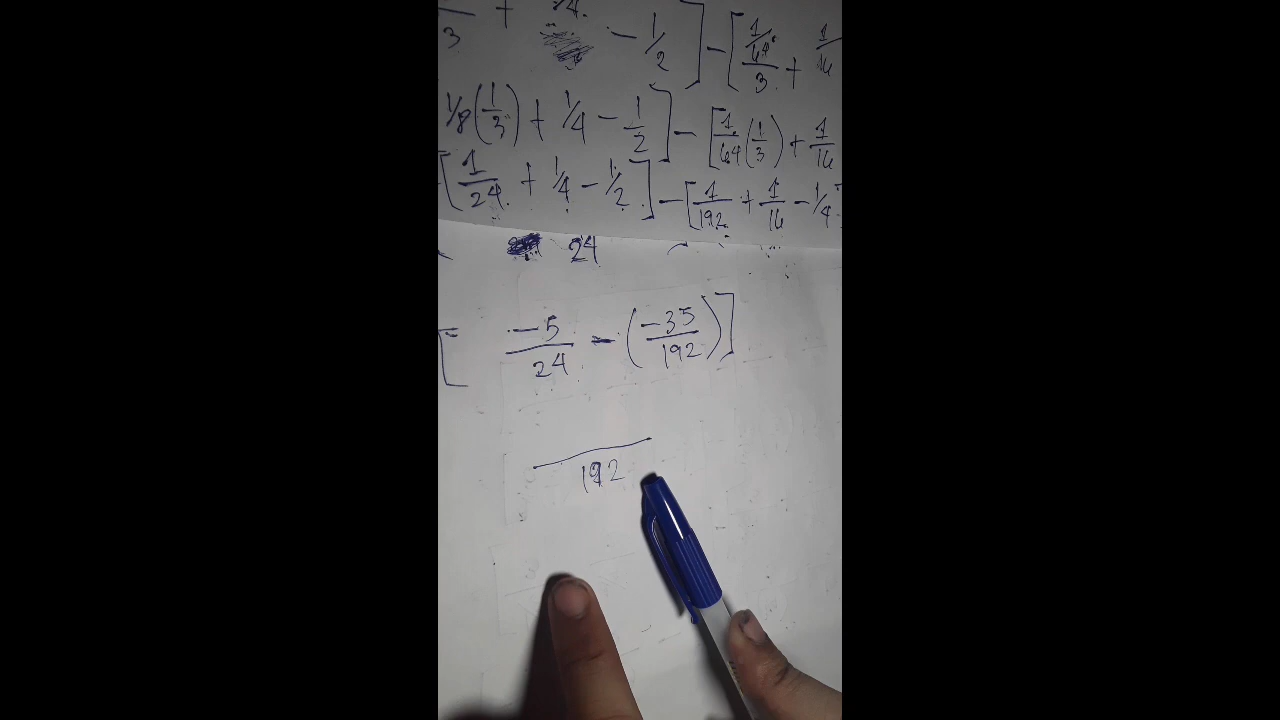 3 + 4. - 1/2 ] - [ 1/64/3 + 1/16
1/8 (1/3) + 1/4 - 1/2 ] - [ 1/64 (1/3) + 1/16
[ 1/24 + 1/4 - 1/2 ] - [ 1/192 + 1/16 - 1/4
24
[ -5/24 - (-35/192) ]
192